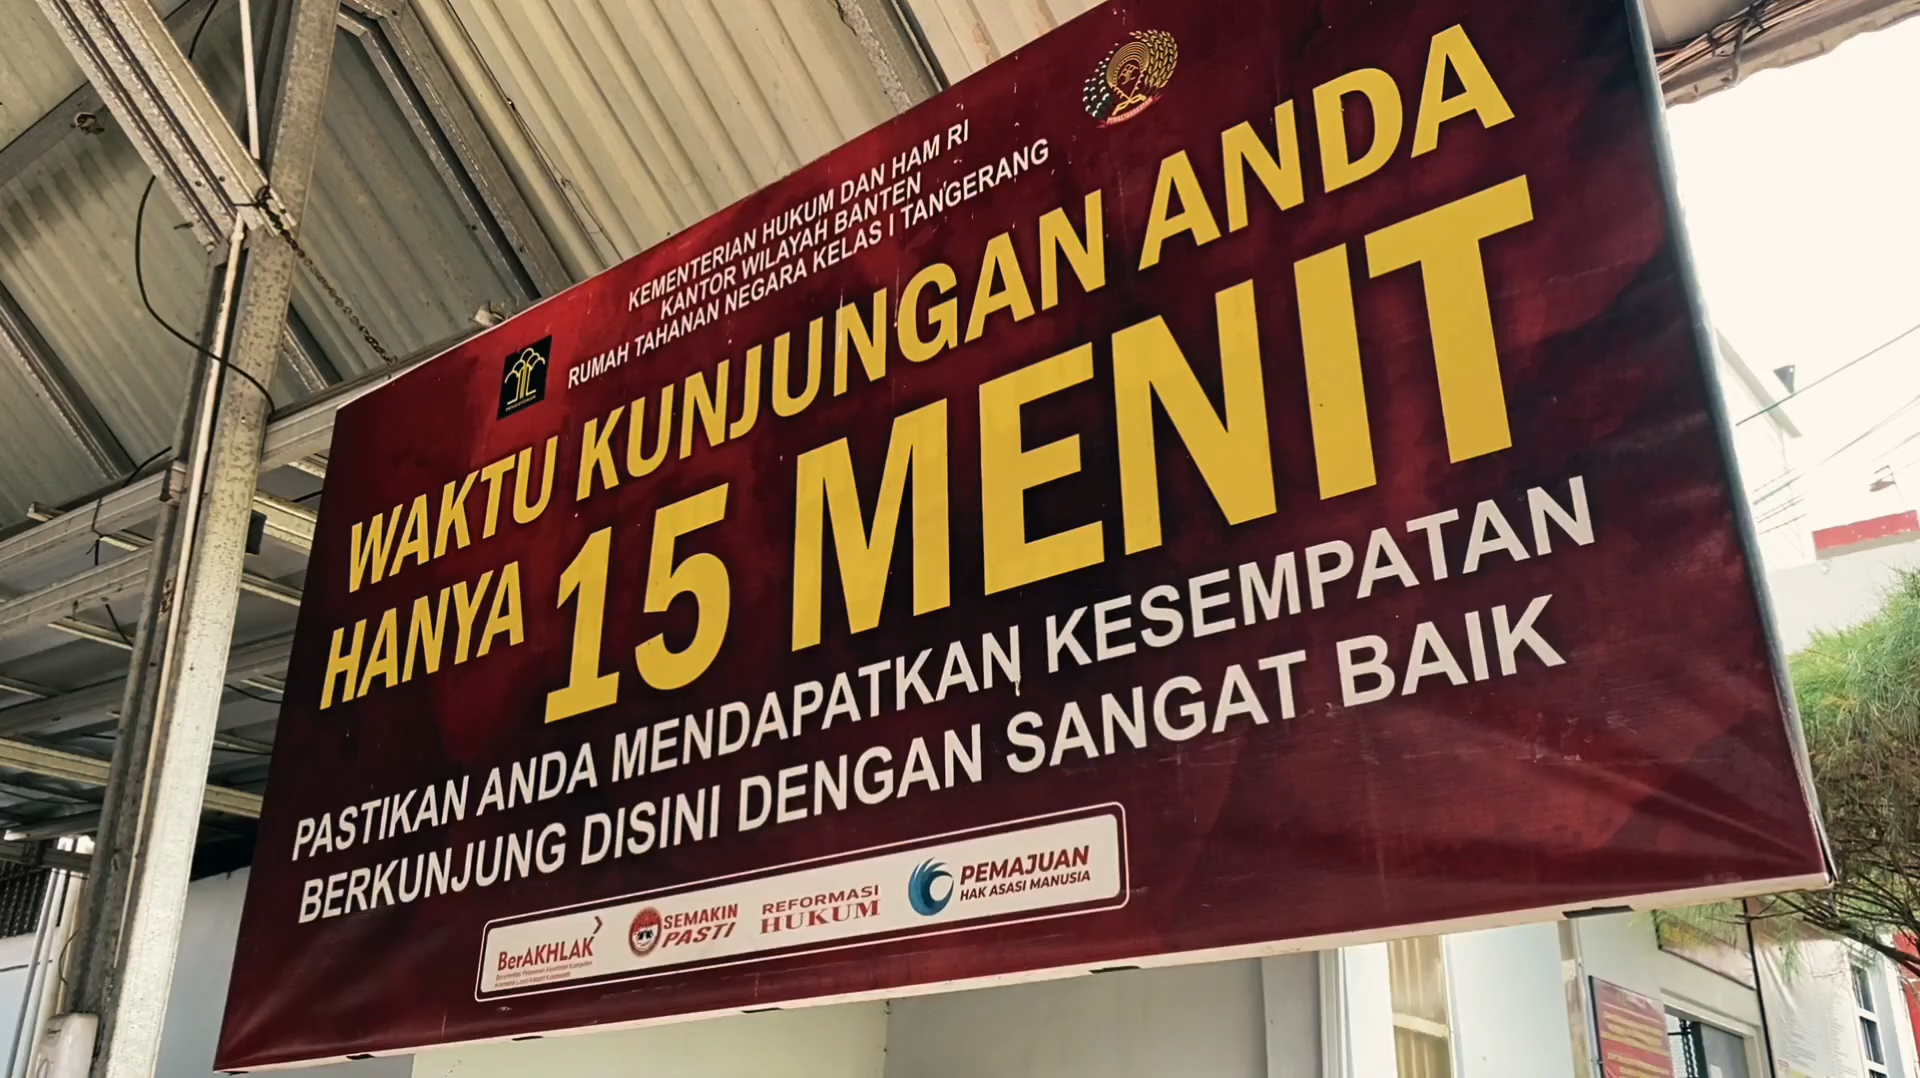 KEMENTERIAN HUKUM DAN HAM RI
KANTOR WILAYAH BANTEN
RUMAH TAHANAN NEGARA KELAS I TANGERANG
WAKTU KUNJUNGAN ANDA
HANYA 15 MENIT
PASTIKAN ANDA MENDAPATKAN KESEMPATAN
BERKUNJUNG DISINI DENGAN SANGAT BAIK
BerAKHLAK
SEMAKIN
PASTI
REFORMASI
HUKUM
PEMAJUAN
HAK ASASI MANUSIA